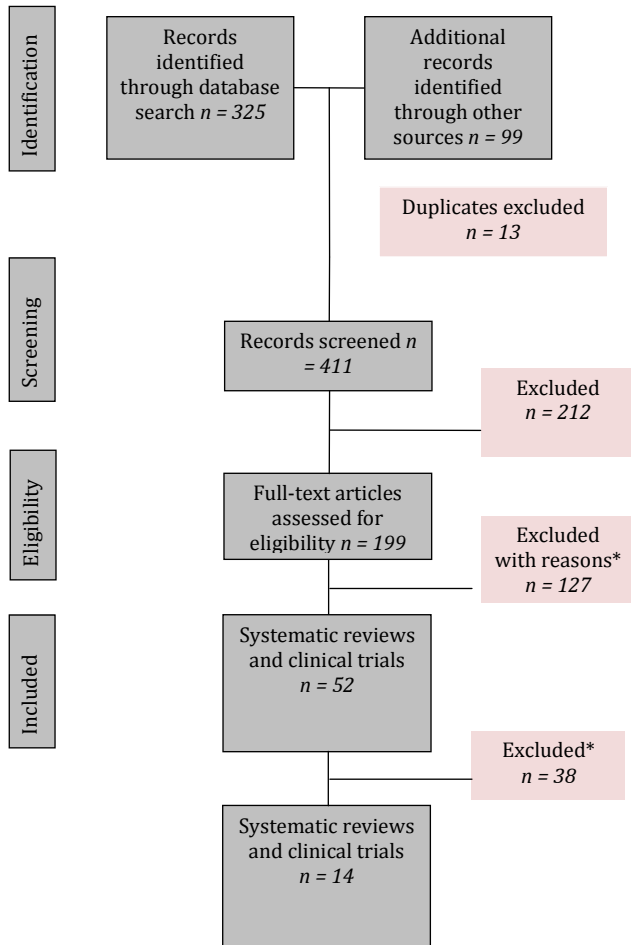 Identification
Records
identified
through database
search n = 325
Additional
records
identified
through other
sources n = 99
Duplicates excluded
n = 13
Screening
Records screened n
= 411
Excluded
n = 212
Eligibility
Full-text articles
assessed for
eligibility n = 199
Excluded
with reasons*
n = 127
Included
Systematic reviews
and clinical trials
n = 52
Excluded*
n = 38
Systematic reviews
and clinical trials
n = 14